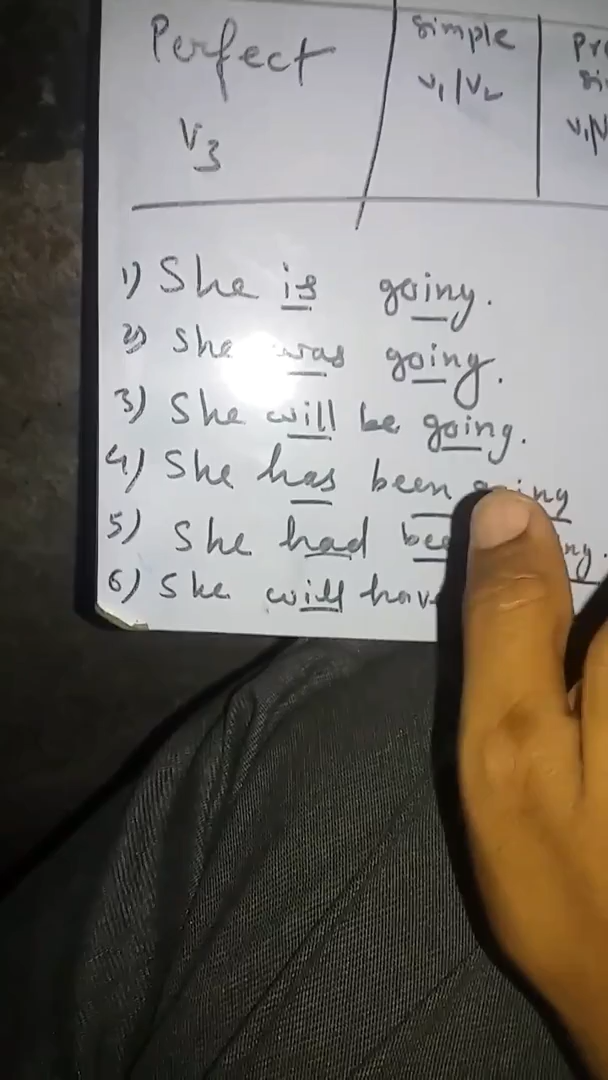 Perfect
V3
simple
V1/V2
1) She is going.
2) She was going.
3) She will be going.
4) She has been going
5) She had
6) She will